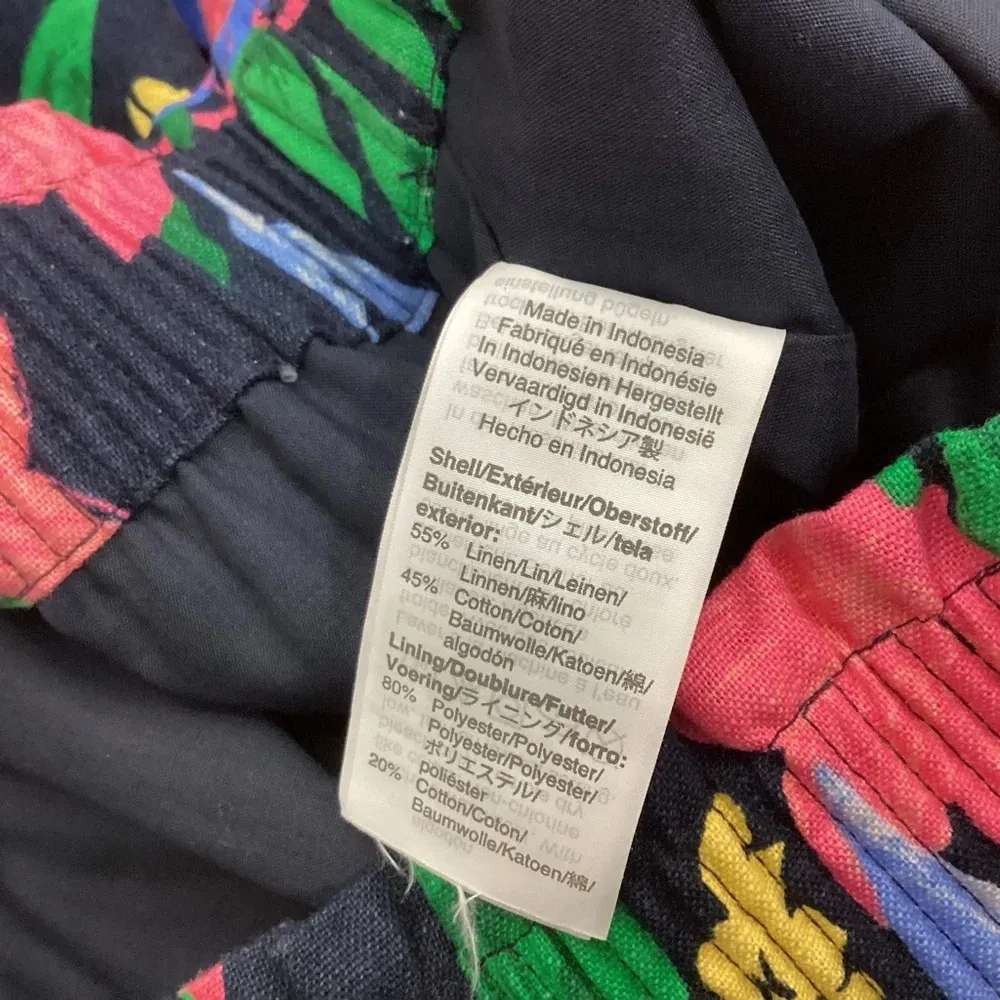 Made in Indonesia
Fabriqué en Indonésie
In Indonesien Hergestellt
Vervaardigd in Indonesië
インドネシア製
Hecho en Indonesia
Shell/Extérieur/Oberstoff/
Buitenkant/シェル/tela
exterior:
55% Linen/Lin/Leinen/
Linnen/麻/lino
45% Cotton/Coton/
Baumwolle/Katoen/綿/
algodón
Lining/Doublure/Futter/
Voering/ライニング/forro:
80% Polyester/Polyester/
Polyester/Polyester/
ポリエステル/
poliéster
20% Cotton/Coton/
Baumwolle/Katoen/綿/
algodón